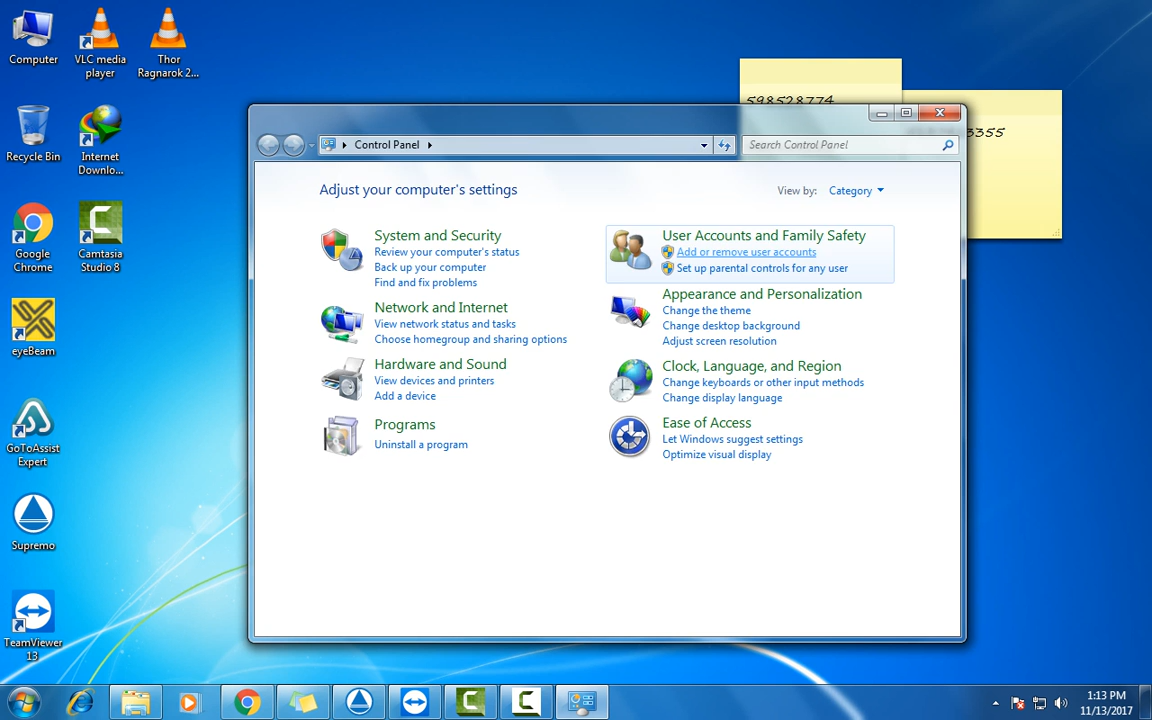 Computer
VLC media
player
Thor
Ragnarok 2...
Recycle Bin
Internet
Downlo...
Google
Chrome
Camtasia
Studio 8
eyeBeam
GoToAssist
Expert
Supremo
TeamViewer
13
598528774
3355
Control Panel
Search Control Panel
Adjust your computer's settings
View by: Category
System and Security
Review your computer's status
Back up your computer
Find and fix problems
Network and Internet
View network status and tasks
Choose homegroup and sharing options
Hardware and Sound
View devices and printers
Add a device
Programs
Uninstall a program
User Accounts and Family Safety
Add or remove user accounts
Set up parental controls for any user
Appearance and Personalization
Change the theme
Change desktop background
Adjust screen resolution
Clock, Language, and Region
Change keyboards or other input methods
Change display language
Ease of Access
Let Windows suggest settings
Optimize visual display
1:13 PM
11/13/2017